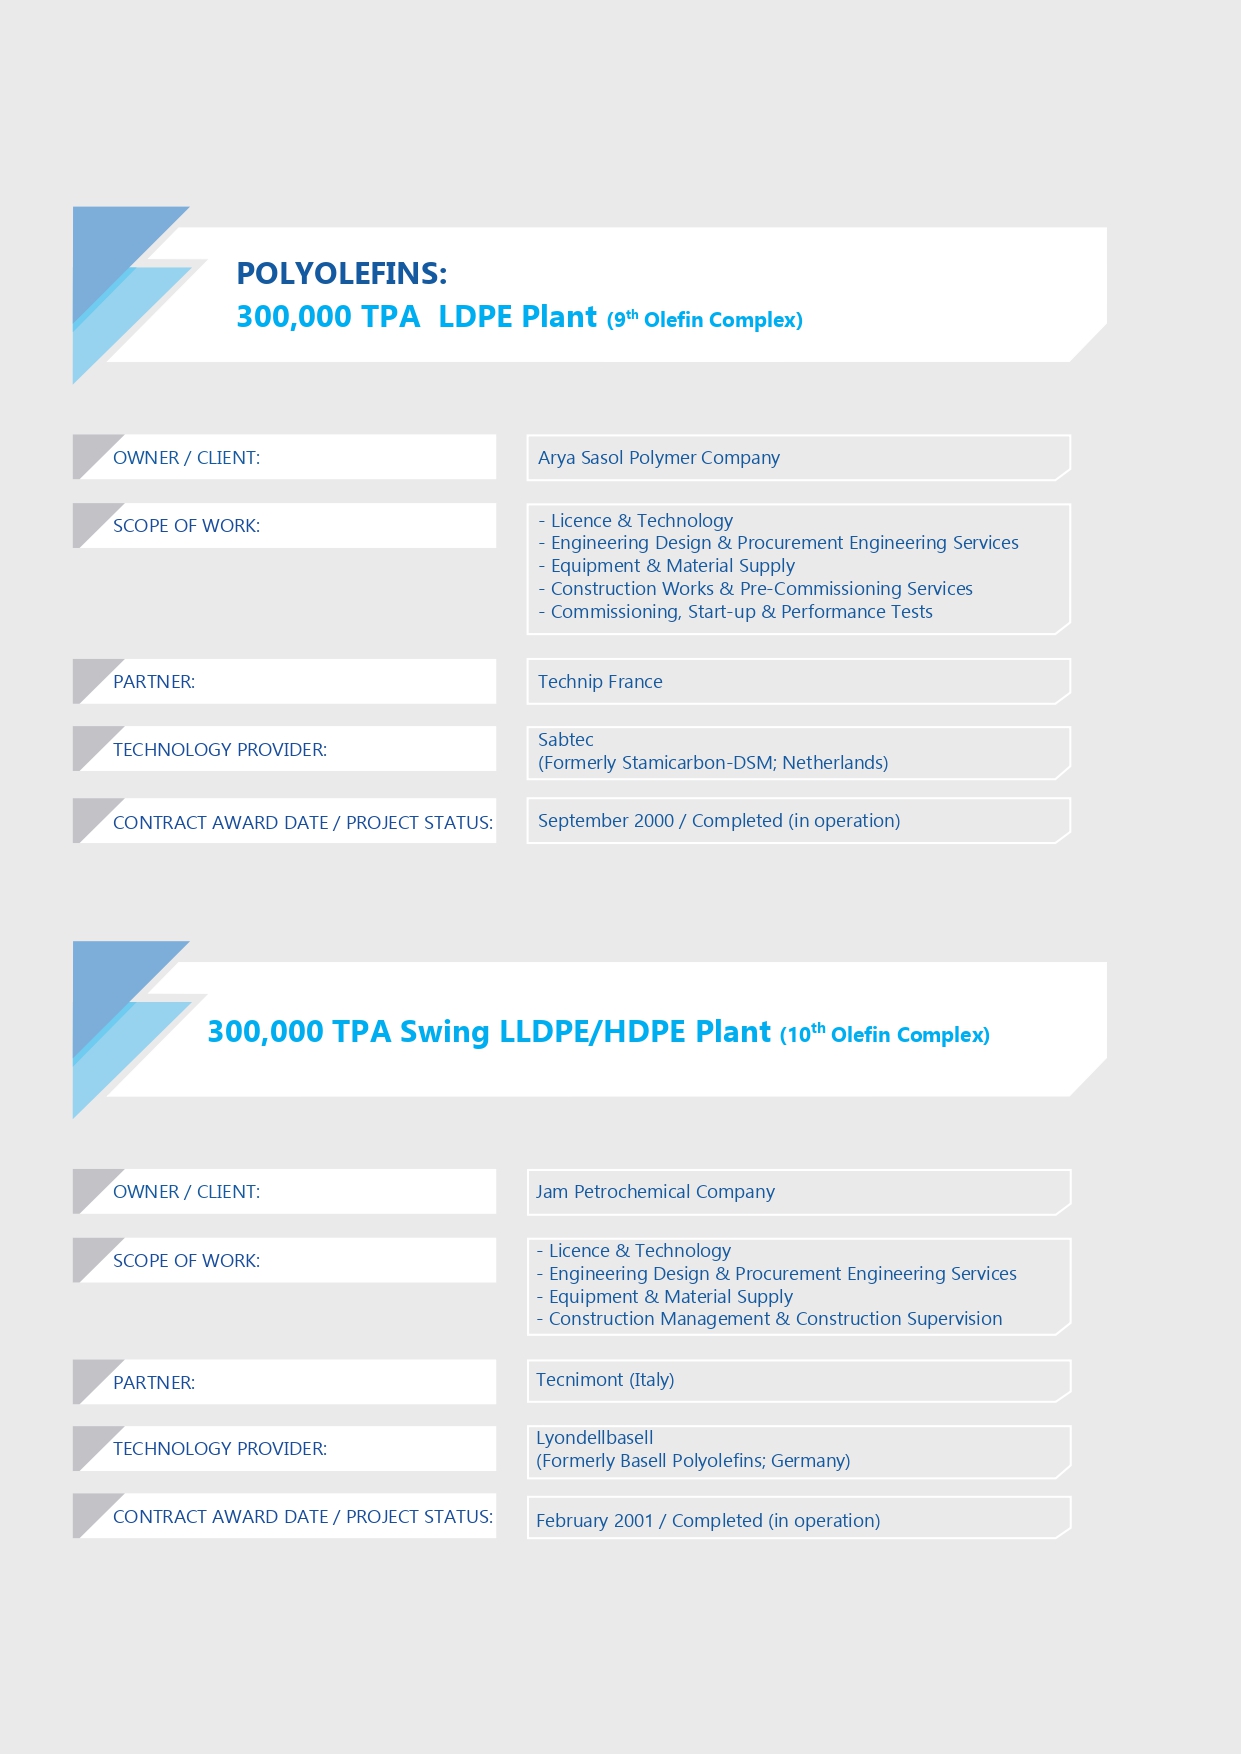 POLYOLEFINS:
300,000 TPA LDPE Plant (9th Olefin Complex)
OWNER / CLIENT:
Arya Sasol Polymer Company
SCOPE OF WORK:
- Licence & Technology
- Engineering Design & Procurement Engineering Services
- Equipment & Material Supply
- Construction Works & Pre-Commissioning Services
- Commissioning, Start-up & Performance Tests
PARTNER:
Technip France
TECHNOLOGY PROVIDER:
Sabtec
(Formerly Stamicarbon-DSM; Netherlands)
CONTRACT AWARD DATE / PROJECT STATUS:
September 2000 / Completed (in operation)
300,000 TPA Swing LLDPE/HDPE Plant (10th Olefin Complex)
OWNER / CLIENT:
Jam Petrochemical Company
SCOPE OF WORK:
- Licence & Technology
- Engineering Design & Procurement Engineering Services
- Equipment & Material Supply
- Construction Management & Construction Supervision
PARTNER:
Tecnimont (Italy)
TECHNOLOGY PROVIDER:
Lyondellbasell
(Formerly Basell Polyolefins; Germany)
CONTRACT AWARD DATE / PROJECT STATUS:
February 2001 / Completed (in operation)